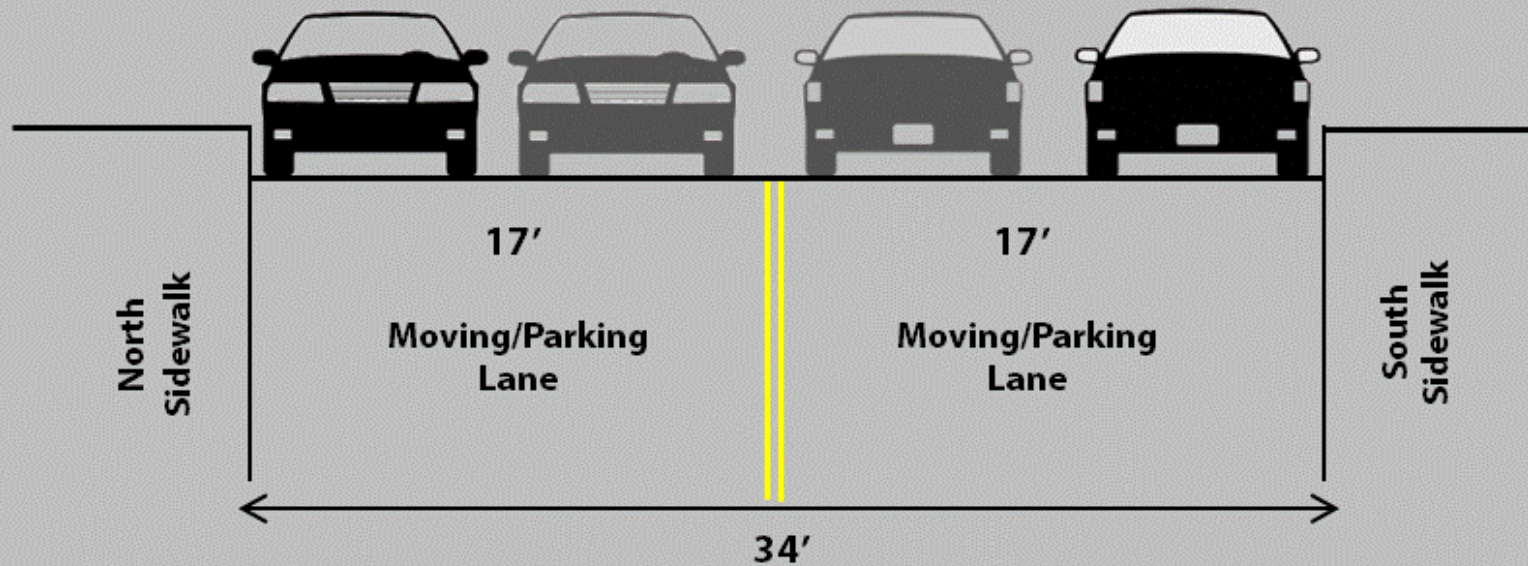 17′
17′
Moving/Parking
Lane
Moving/Parking
Lane
North
Sidewalk
South
Sidewalk
34′